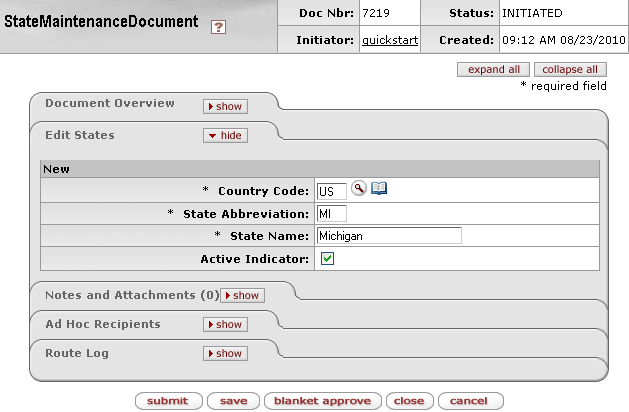 StateMaintenanceDocument ? Doc Nbr: 7219 Status: INITIATED
Initiator: quickstart Created: 09:12 AM 08/23/2010
expand all collapse all
* required field
Document Overview show
Edit States hide
New
* Country Code: US
* State Abbreviation: MI
* State Name: Michigan
Active Indicator:
Notes and Attachments (0) show
Ad Hoc Recipients show
Route Log show
submit save blanket approve close cancel